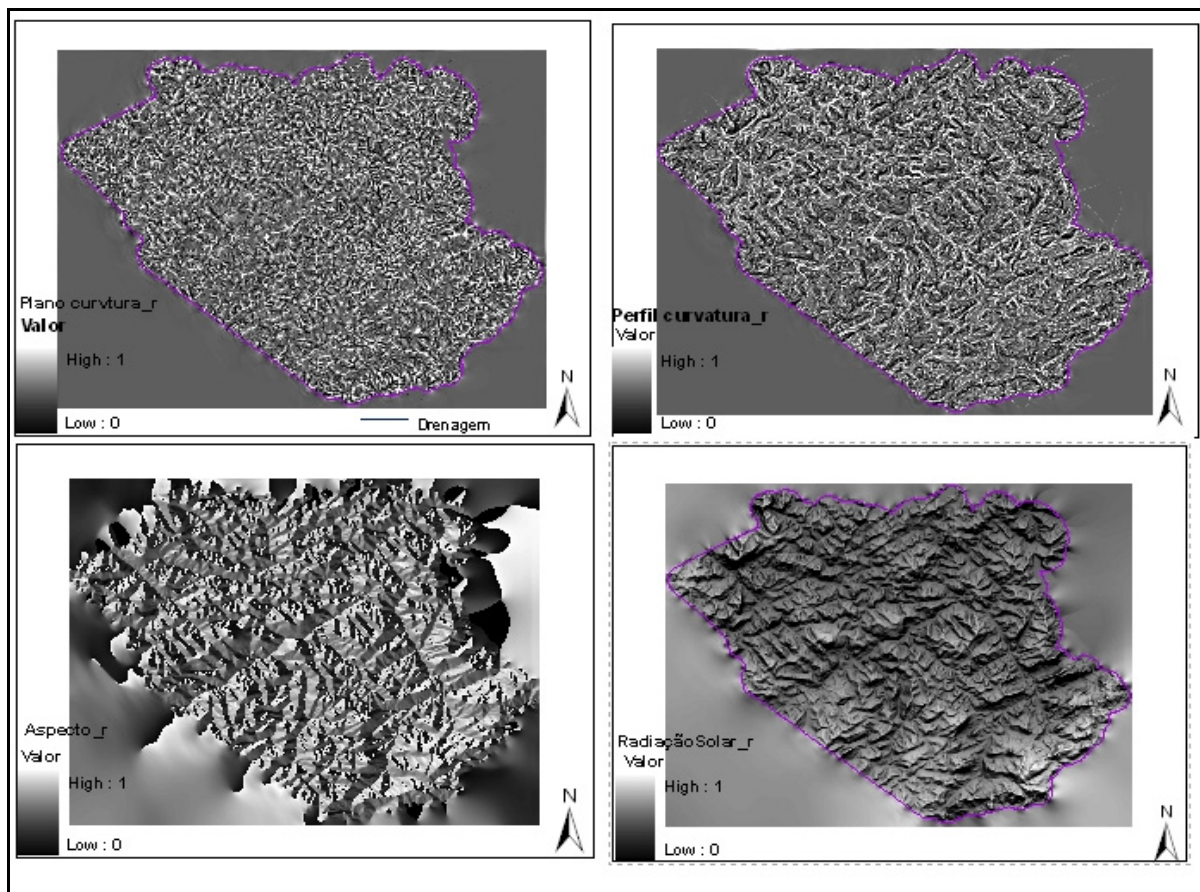 Plano curvtura_r
Valor
High : 1
Low : 0
Drenagem
N
Perfil curvatura_r
Valor
High : 1
Low : 0
N
Aspecto_r
Valor
High : 1
Low : 0
N
RadiaçãoSolar_r
Valor
High : 1
Low : 0
N